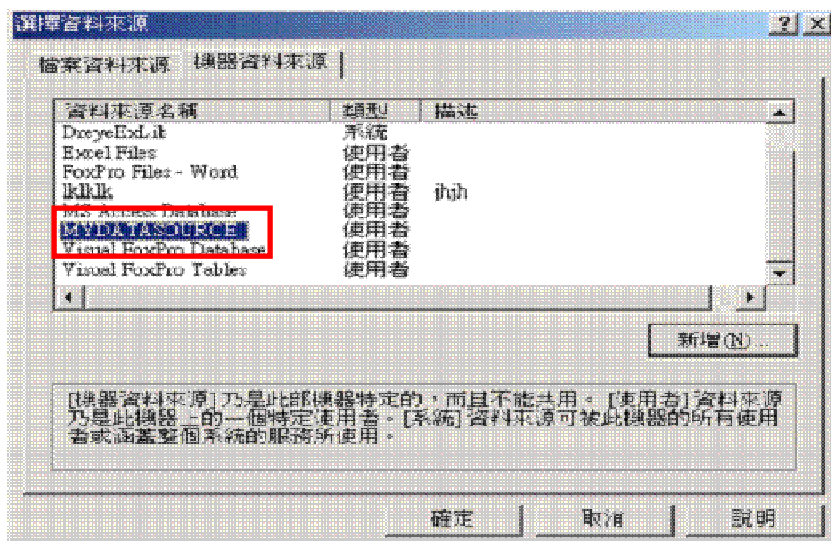 選擇資料來源
檔案資料來源 機器資料來源
資料來源名稱 類型 描述
DreyeExLib 系統
Excel Files 使用者
FoxPro Files - Word 使用者
lklklk 使用者 jhjh
MS Access Database 使用者
MYDATASOURCE 使用者
Visual FoxPro Database 使用者
Visual FoxPro Tables 使用者
新增(N)...
[機器資料來源] 乃是此部機器特定的，而且不能共用。[使用者] 資料來源
乃是此機器上的一個特定使用者。[系統] 資料來源可被此機器的所有使用
者或涵蓋整個系統的服務所使用。
確定 取消 說明